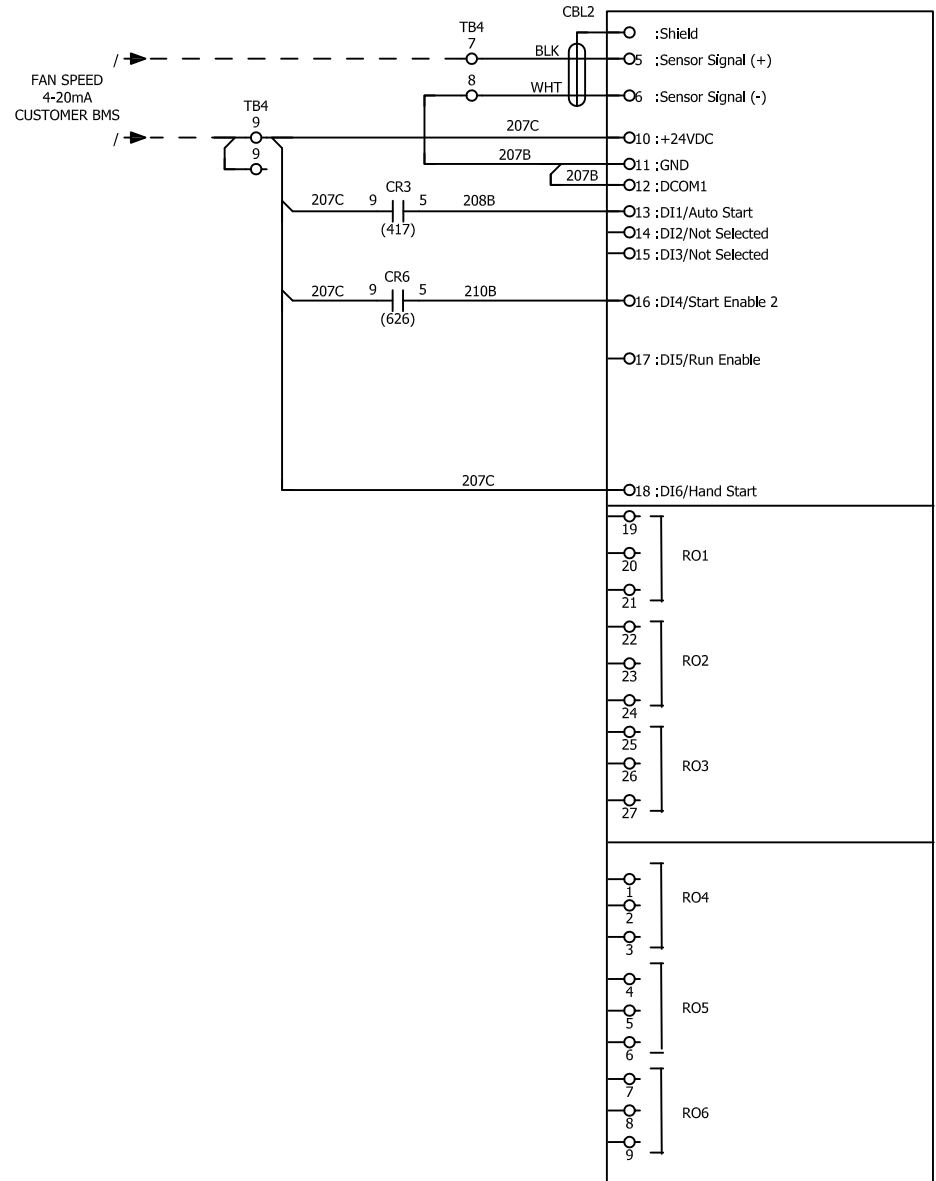 CBL2
TB4
7
:Shield
/
BLK
5 :Sensor Signal (+)
FAN SPEED
4-20mA
CUSTOMER BMS
8
WHT
6 :Sensor Signal (-)
TB4
/
9
207C
10 :+24VDC
9
207B
11 :GND
207B
12 :DCOM1
207C 9 CR3 5 208B
(417)
13 :DI1/Auto Start
14 :DI2/Not Selected
15 :DI3/Not Selected
207C 9 CR6 5 210B
(626)
16 :DI4/Start Enable 2
17 :DI5/Run Enable
207C
18 :DI6/Hand Start
19
20
RO1
21
22
23
RO2
24
25
26
RO3
27
1
2
RO4
3
4
5
RO5
6
7
8
RO6
9